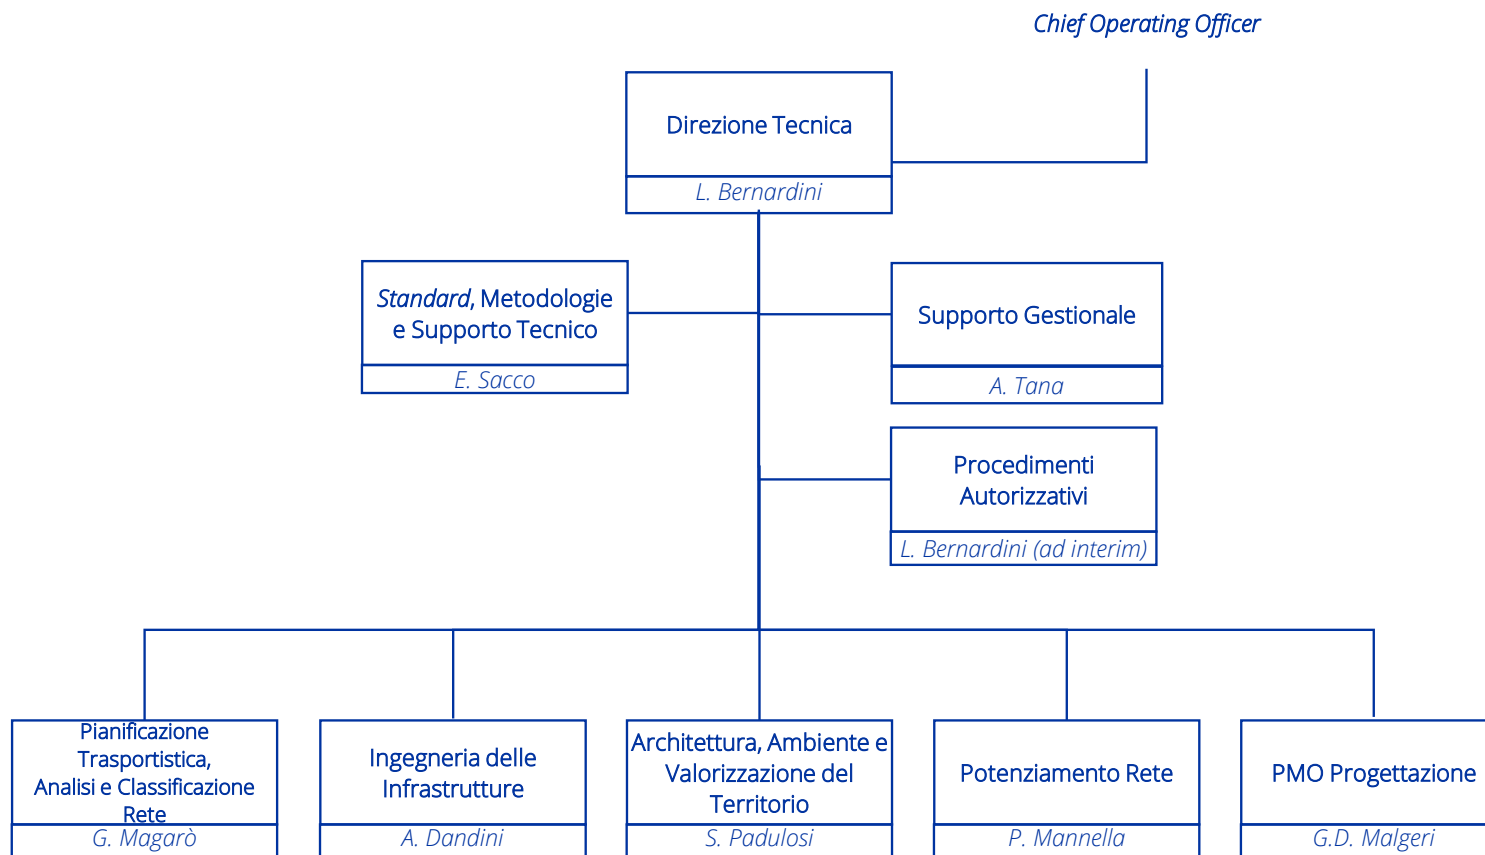 Chief Operating Officer
Direzione Tecnica
L. Bernardini
Standard, Metodologie
e Supporto Tecnico
E. Sacco
Supporto Gestionale
A. Tana
Procedimenti
Autorizzativi
L. Bernardini (ad interim)
Pianificazione
Trasportistica,
Analisi e Classificazione
Rete
G. Magarò
Ingegneria delle
Infrastrutture
A. Dandini
Architettura, Ambiente e
Valorizzazione del
Territorio
S. Padulosi
Potenziamento Rete
P. Mannella
PMO Progettazione
G.D. Malgeri